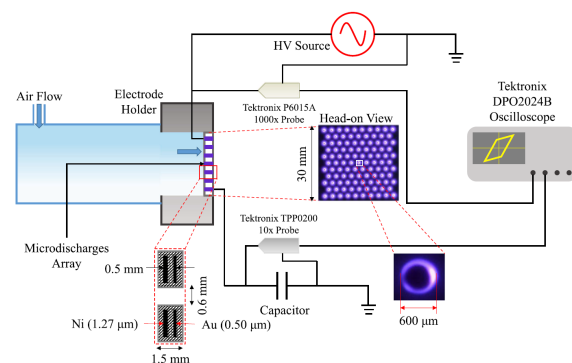 HV Source
Air Flow
Electrode
Holder
Tektronix P6015A
1000x Probe
Head-on View
Tektronix
DPO2024B
Oscilloscope
30 mm
Microdischarges
Array
Tektronix TPP0200
10x Probe
0.5 mm
0.6 mm
Capacitor
Ni (1.27 µm)
Au (0.50 µm)
1.5 mm
600 µm